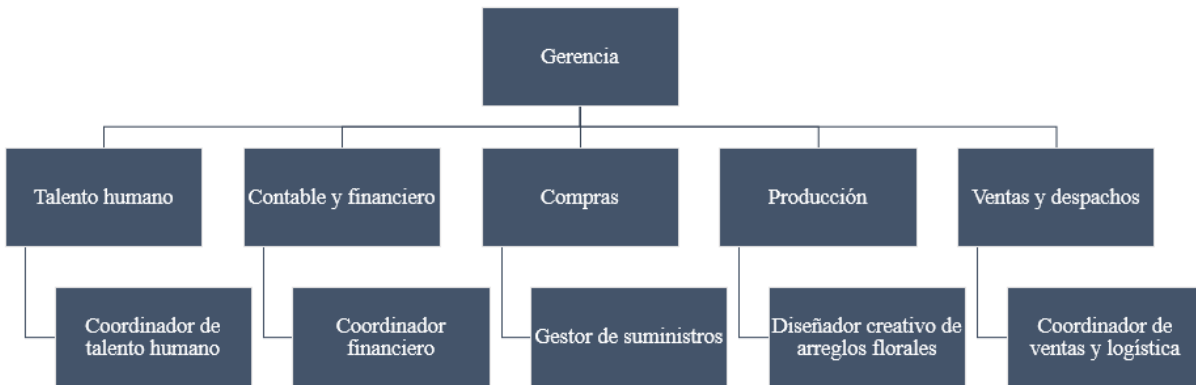 Gerencia
Talento humano
Contable y financiero
Compras
Producción
Ventas y despachos
Coordinador de
talento humano
Coordinador
financiero
Gestor de suministros
Diseñador creativo de
arreglos florales
Coordinador de
ventas y logística